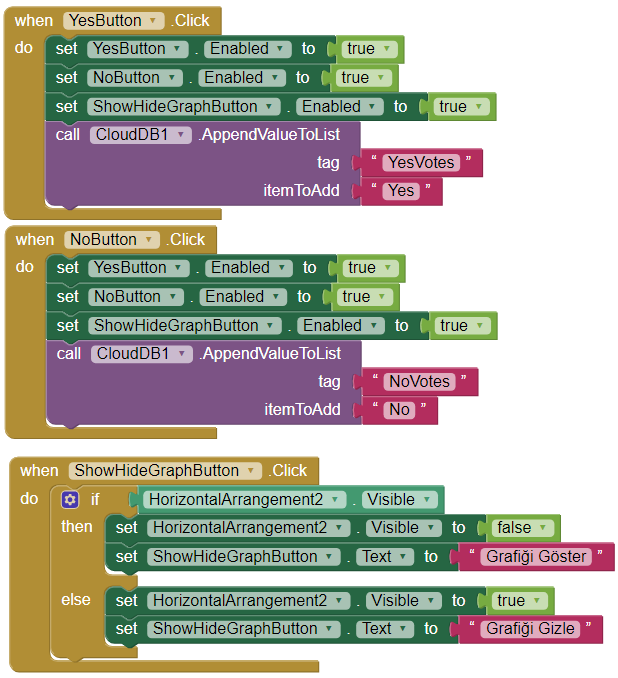 when YesButton .Click
do set YesButton . Enabled to true
set NoButton . Enabled to true
set ShowHideGraphButton . Enabled to true
call CloudDB1 .AppendValueToList
tag “ YesVotes ”
itemToAdd “ Yes ”
when NoButton .Click
do set YesButton . Enabled to true
set NoButton . Enabled to true
set ShowHideGraphButton . Enabled to true
call CloudDB1 .AppendValueToList
tag “ NoVotes ”
itemToAdd “ No ”
when ShowHideGraphButton .Click
do if HorizontalArrangement2 . Visible
then set HorizontalArrangement2 . Visible to false
set ShowHideGraphButton . Text to “ Grafiği Göster ”
else set HorizontalArrangement2 . Visible to true
set ShowHideGraphButton . Text to “ Grafiği Gizle ”